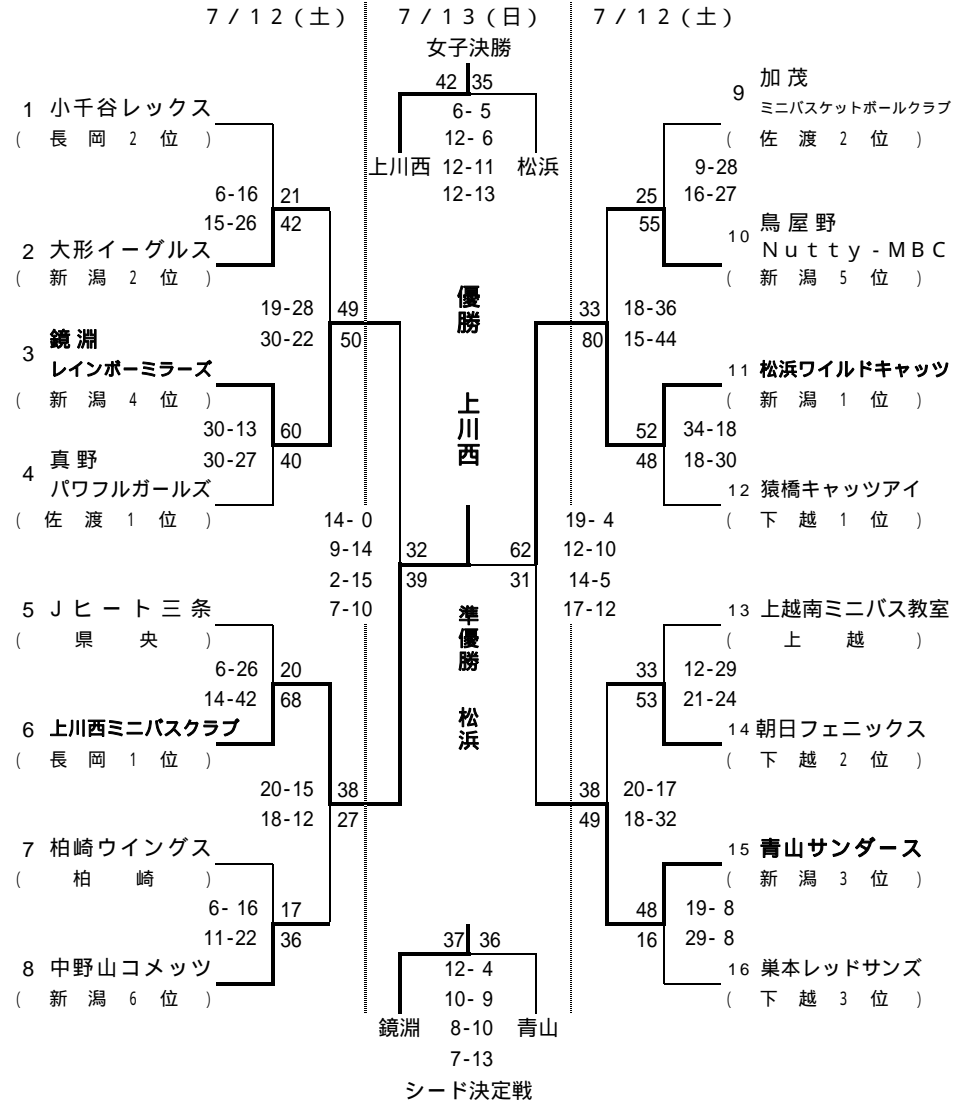 7/12(土) 7/13(日) 7/12(土)
女子決勝
42 35
6- 5
12- 6
上川西 12-11 松浜
12-13
1 小千谷レックス
( 長岡2位 )
6-16 21
15-26 42
2 大形イーグルス
( 新潟2位 )
19-28 49
30-22 50
3 鏡淵
レインボーミラーズ
( 新潟4位 )
30-13 60
30-27 40
4 真野
パワフルガールズ
( 佐渡1位 )
14- 0
9-14 32
2-15 39
7-10
5 Jヒート三条
( 県央 )
6-26 20
14-42 68
6 上川西ミニバスクラブ
( 長岡1位 )
20-15 38
18-12 27
7 柏崎ウイングス
( 柏崎 )
6- 16 17
11-22 36
8 中野山コメッツ
( 新潟6位 )
優勝 上川西
準優勝 松浜
9 加茂
ミニバスケットボールクラブ
( 佐渡2位 )
9-28
25 16-27
55
10 鳥屋野
Nutty-MBC
( 新潟5位 )
33 18-36
80 15-44
11 松浜ワイルドキャッツ
( 新潟1位 )
52 34-18
48 18-30
12 猿橋キャッツアイ
( 下越1位 )
19- 4
62 12-10
31 14-5
17-12
13 上越南ミニバス教室
( 上越 )
33 12-29
53 21-24
14 朝日フェニックス
( 下越2位 )
38 20-17
49 18-32
15 青山サンダース
( 新潟3位 )
48 19- 8
16 29- 8
16 巣本レッドサンズ
( 下越3位 )
37 36
12- 4
10- 9
鏡淵 8-10 青山
7-13
シード決定戦